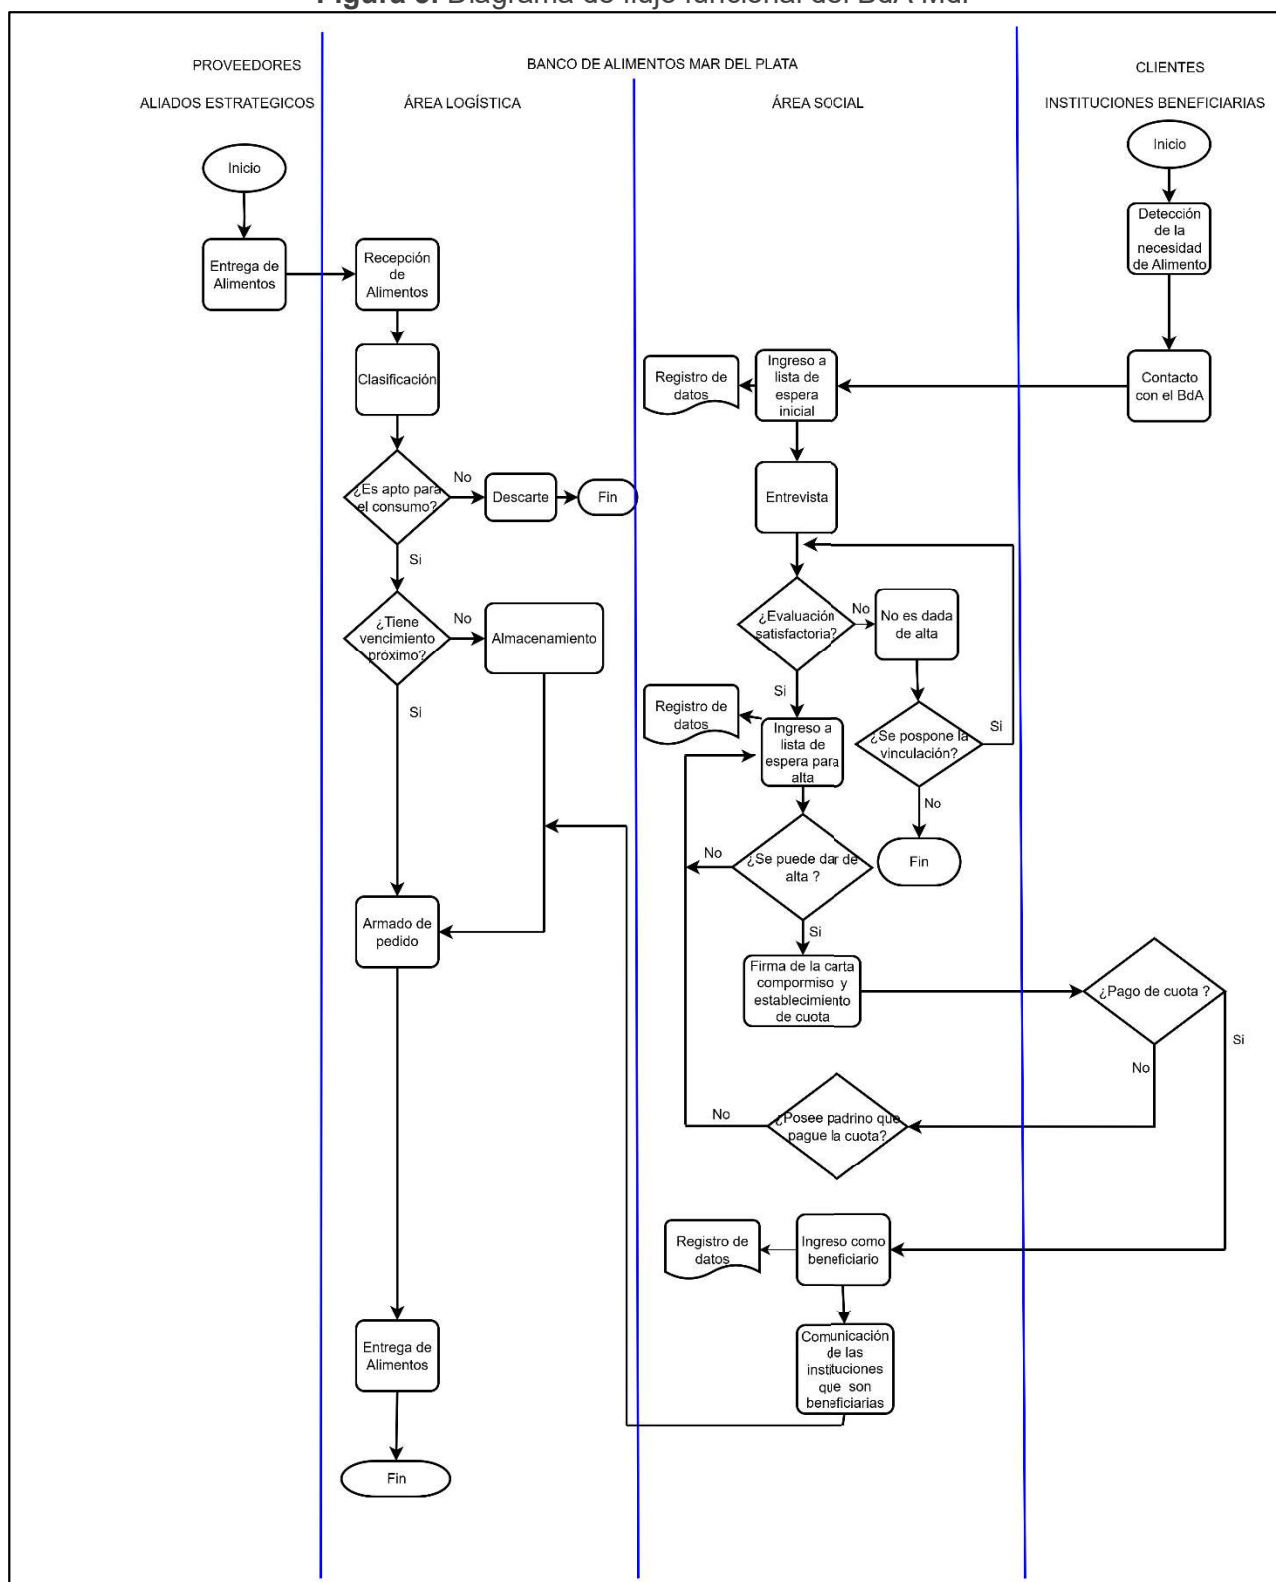 Figura 3. Diagrama de flujo funcional del BdA Mdf
PROVEEDORES
BANCO DE ALIMENTOS MAR DEL PLATA
CLIENTES
ALIADOS ESTRATEGICOS
ÁREA LOGÍSTICA
ÁREA SOCIAL
INSTITUCIONES BENEFICIARIAS
Inicio
Inicio
Entrega de
Alimentos
Recepción
de
Alimentos
Detección
de la
necesidad
de Alimento
Clasificación
Registro de
datos
Ingreso a
lista de
espera
inicial
Contacto
con el BdA
¿Es apto para
el consumo?
No
Descarte
Fin
Si
Entrevista
¿Tiene
vencimiento
próximo?
No
Almacenamiento
Si
¿Evaluación
satisfactoria?
No
No es dada
de alta
Si
Registro de
datos
Ingreso a
lista de
espera para
alta
¿Se pospone la
vinculación?
Si
No
Fin
¿Se puede dar de
alta ?
No
Si
Armado de
pedido
Firma de la carta
compormiso y
establecimiento
de cuota
¿Pago de cuota ?
Si
No
¿Posee padrino que
pague la cuota?
No
Registro de
datos
Ingreso como
beneficiario
Entrega de
Alimentos
Comunicación
de las
instituciones
que son
beneficiarias
Fin